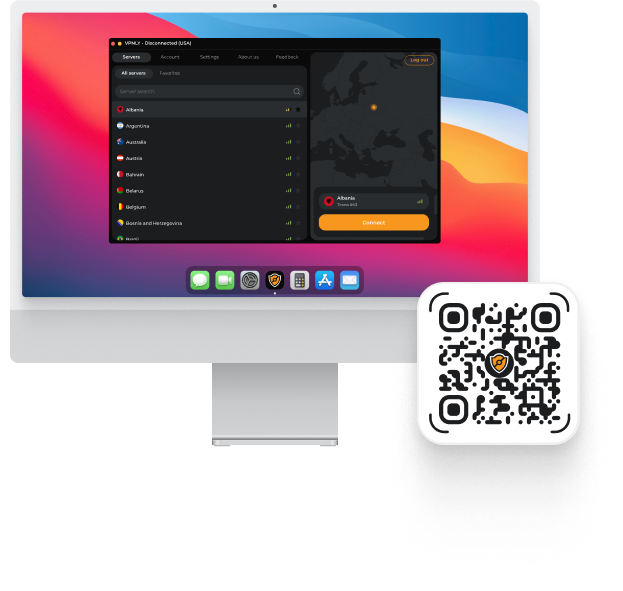 VPNLY - Disconnected (USA)
Servers Account Settings About us Feedback
All servers Favorites
Server search
Albania
Argentina
Australia
Austria
Bahrain
Belarus
Belgium
Bosnia and Herzegovina
Brazil
Log out
Albania
Connect